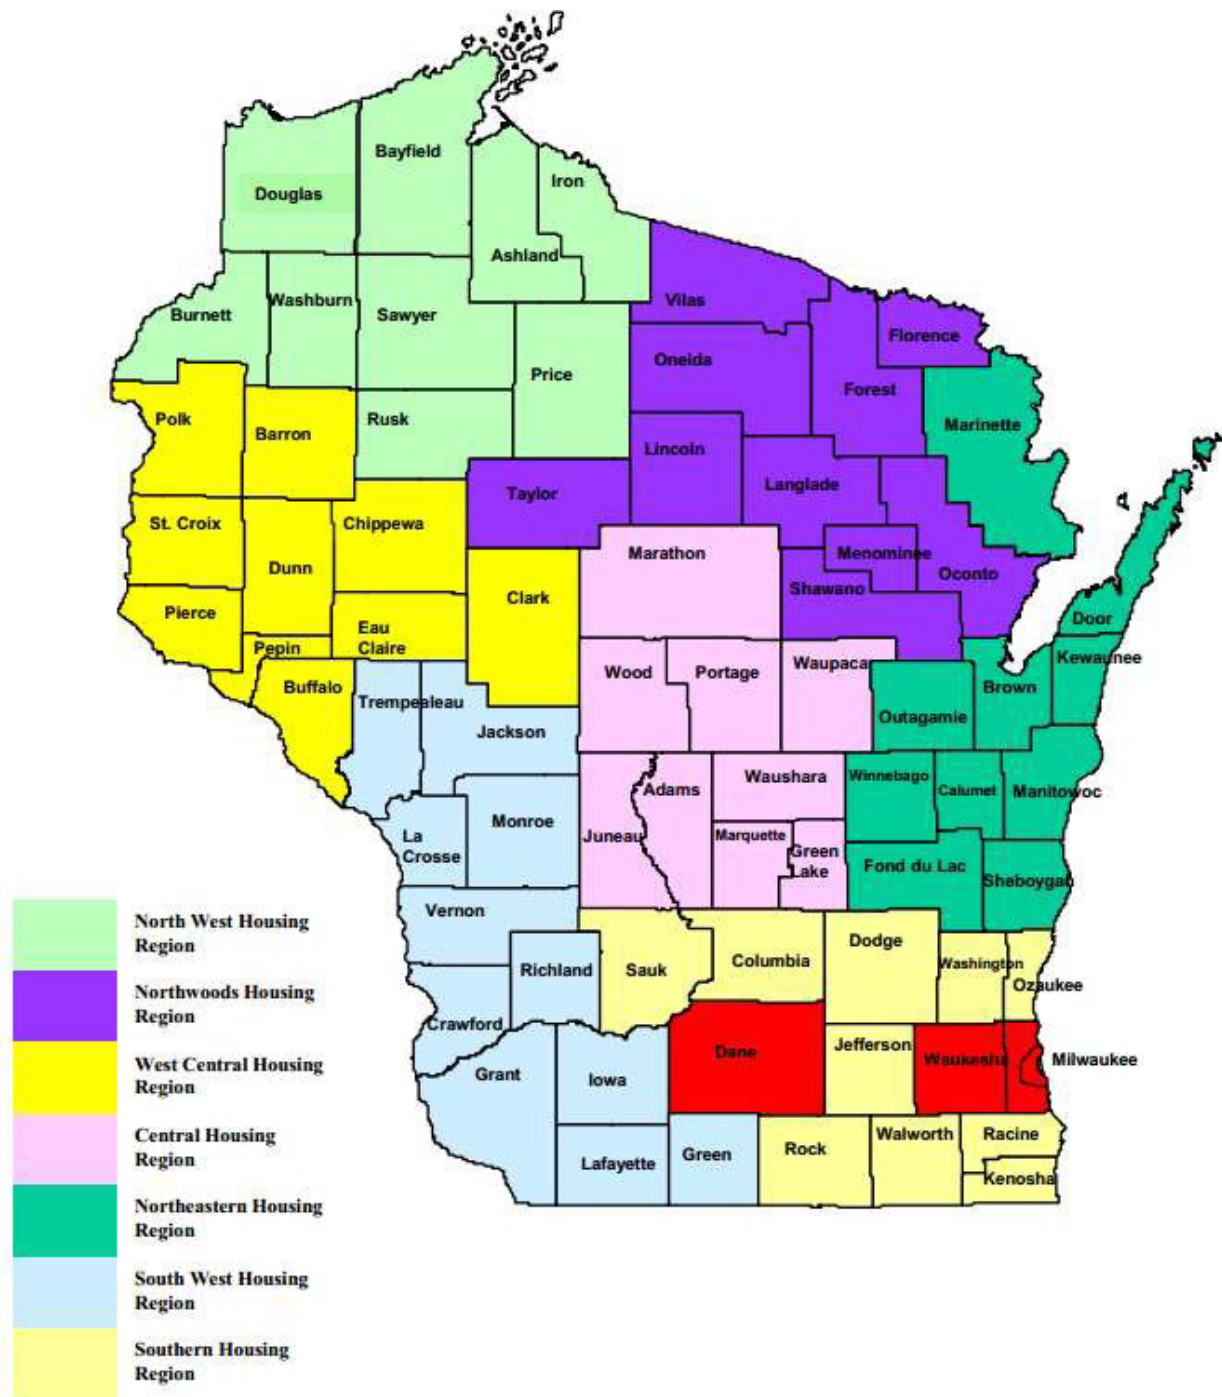 Bayfield
Iron
Douglas
Ashland
Washburn
Vilas
Burnett
Sawyer
Florence
Oneida
Price
Forest
Polk
Rusk
Marinette
Barron
Lincoln
Langlade
Taylor
St. Croix
Chippewa
Marathon
Menominee
Dunn
Oconto
Shawano
Clark
Pierce
Door
Eau
Claire
Pepin
Kewaunee
Waupaca
Wood
Portage
Buffalo
Brown
Trempealeau
Outagamie
Jackson
Waushara
Winnebago
Adams
Calumet
Manitowoc
Monroe
La
Crosse
Juneau
Marquette
Green
Lake
Fond du Lac
Sheboygan
Vernon
Dodge
Columbia
Washington
Richland
Sauk
Ozaukee
Crawford
Jefferson
Dane
Waukesha
Milwaukee
Grant
Iowa
Walworth
Racine
Rock
Green
Lafayette
Kenosha
North West Housing
Region
Northwoods Housing
Region
West Central Housing
Region
Central Housing
Region
Northeastern Housing
Region
South West Housing
Region
Southern Housing
Region